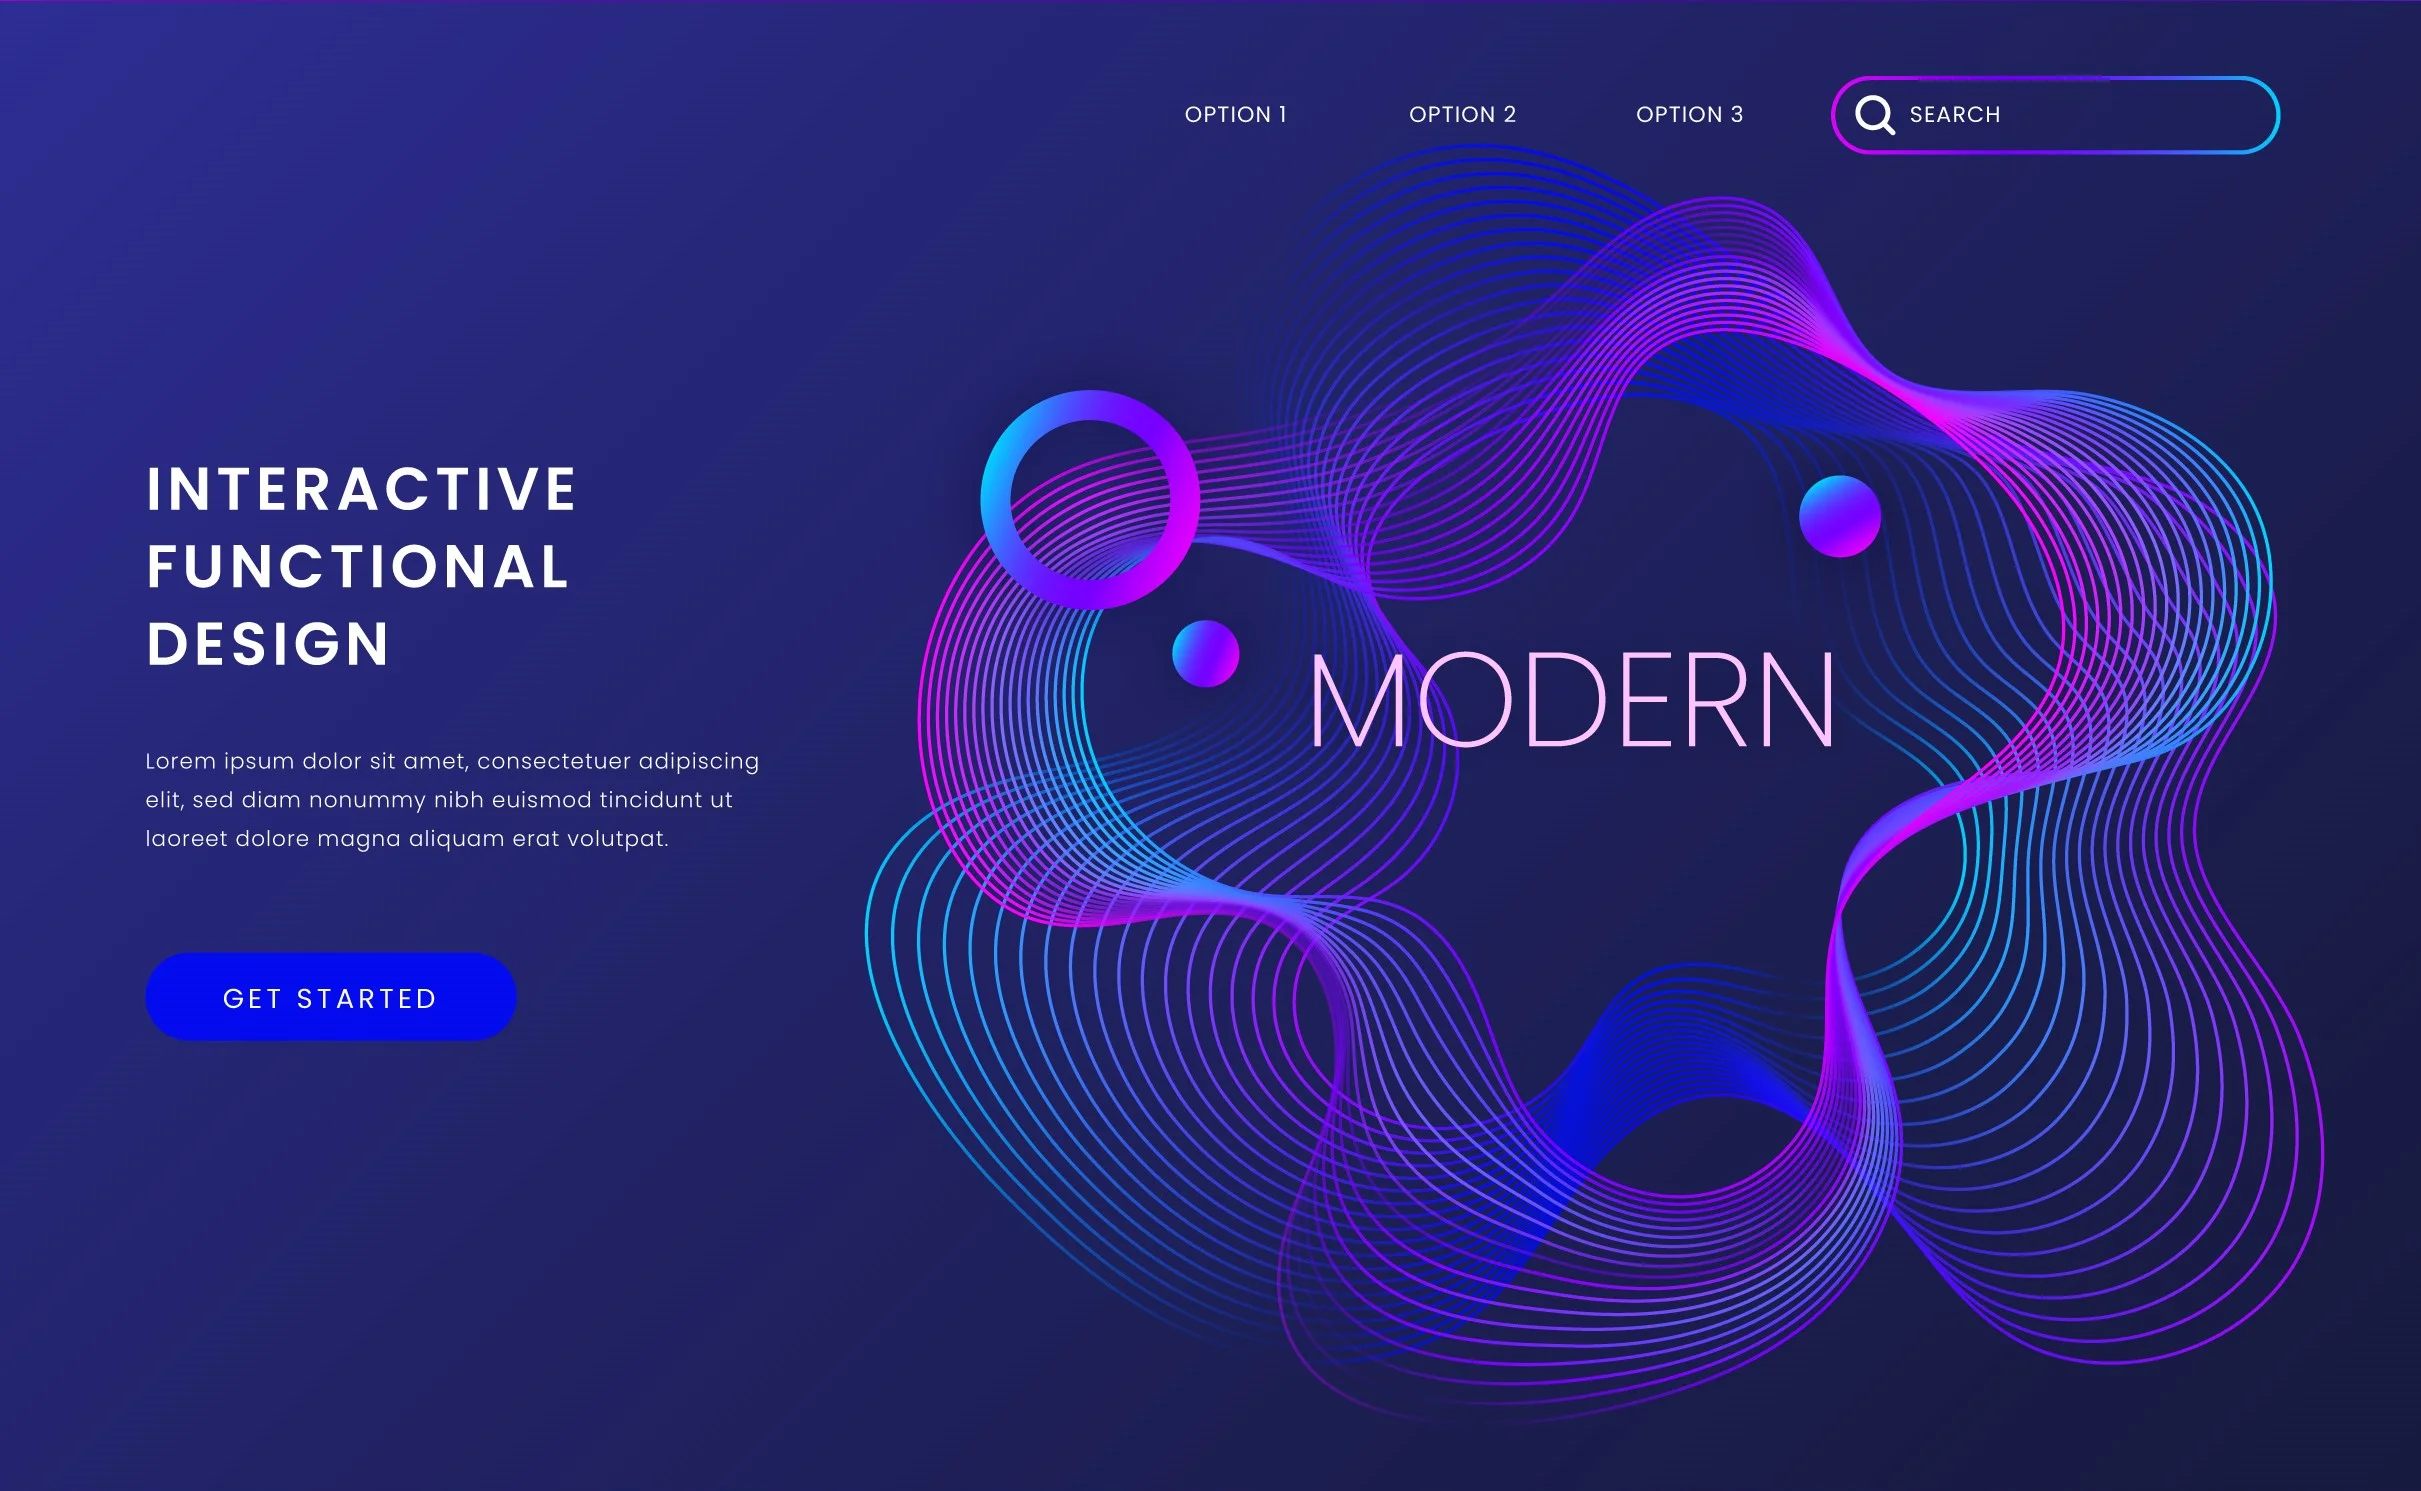 OPTION 1
OPTION 2
OPTION 3
SEARCH
INTERACTIVE
FUNCTIONAL
DESIGN
Lorem ipsum dolor sit amet, consectetuer adipiscing
elit, sed diam nonummy nibh euismod tincidunt ut
laoreet dolore magna aliquam erat volutpat.
GET STARTED
MODERN